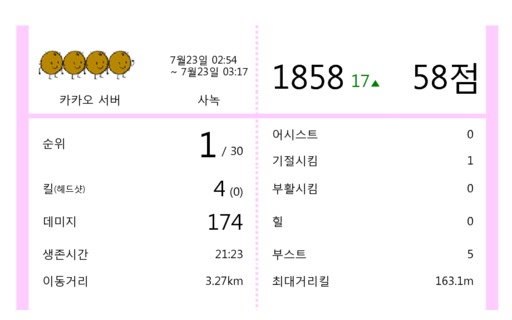 7월23일 02:54
~ 7월23일 03:17
카카오 서버 사녹
1858 17▲ 58점
순위 1 / 30
킬(헤드샷) 4 (0)
데미지 174
생존시간 21:23
이동거리 3.27km
어시스트 0
기절시킴 1
부활시킴 0
힐 0
부스트 5
최대거리킬 163.1m